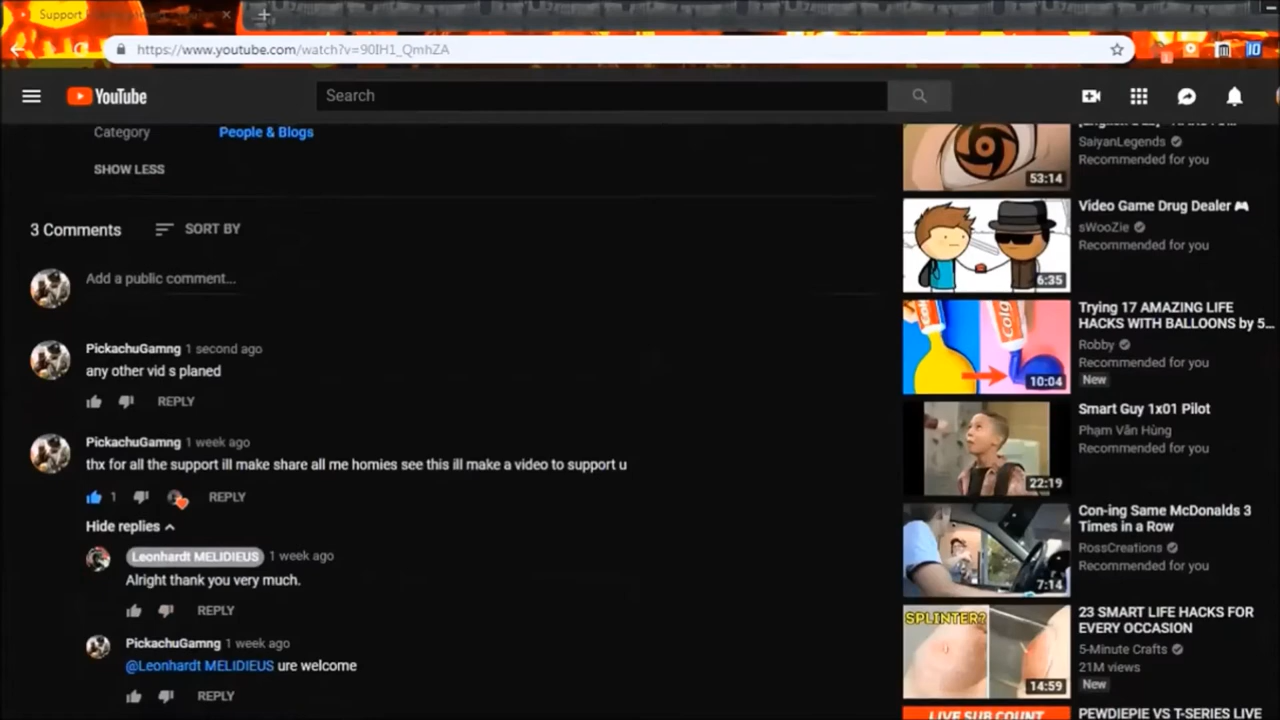 Support
https://www.youtube.com/watch?v=90IH1_QmhZA
YouTube
Search
Category
People & Blogs
SHOW LESS
3 Comments
SORT BY
Add a public comment...
PickachuGamng 1 second ago
any other vid s planed
REPLY
PickachuGamng 1 week ago
thx for all the support ill make share all me homies see this ill make a video to support u
1
REPLY
Hide replies
Leonhardt MELIDIEUS 1 week ago
Alright thank you very much.
REPLY
PickachuGamng 1 week ago
@Leonhardt MELIDIEUS ure welcome
REPLY
SaiyanLegends
Recommended for you
53:14
Video Game Drug Dealer 🎮
sWooZie
Recommended for you
6:35
Trying 17 AMAZING LIFE
HACKS WITH BALLOONS by 5...
Robby
Recommended for you
New
Colg
10:04
Smart Guy 1x01 Pilot
Phạm Văn Hùng
Recommended for you
22:19
Con-ing Same McDonalds 3
Times in a Row
RossCreations
Recommended for you
7:14
23 SMART LIFE HACKS FOR
EVERY OCCASION
5-Minute Crafts
21M views
New
SPLINTER?
14:59
PEWDIEPIE VS T-SERIES LIVE
LIVE SUB COUNT